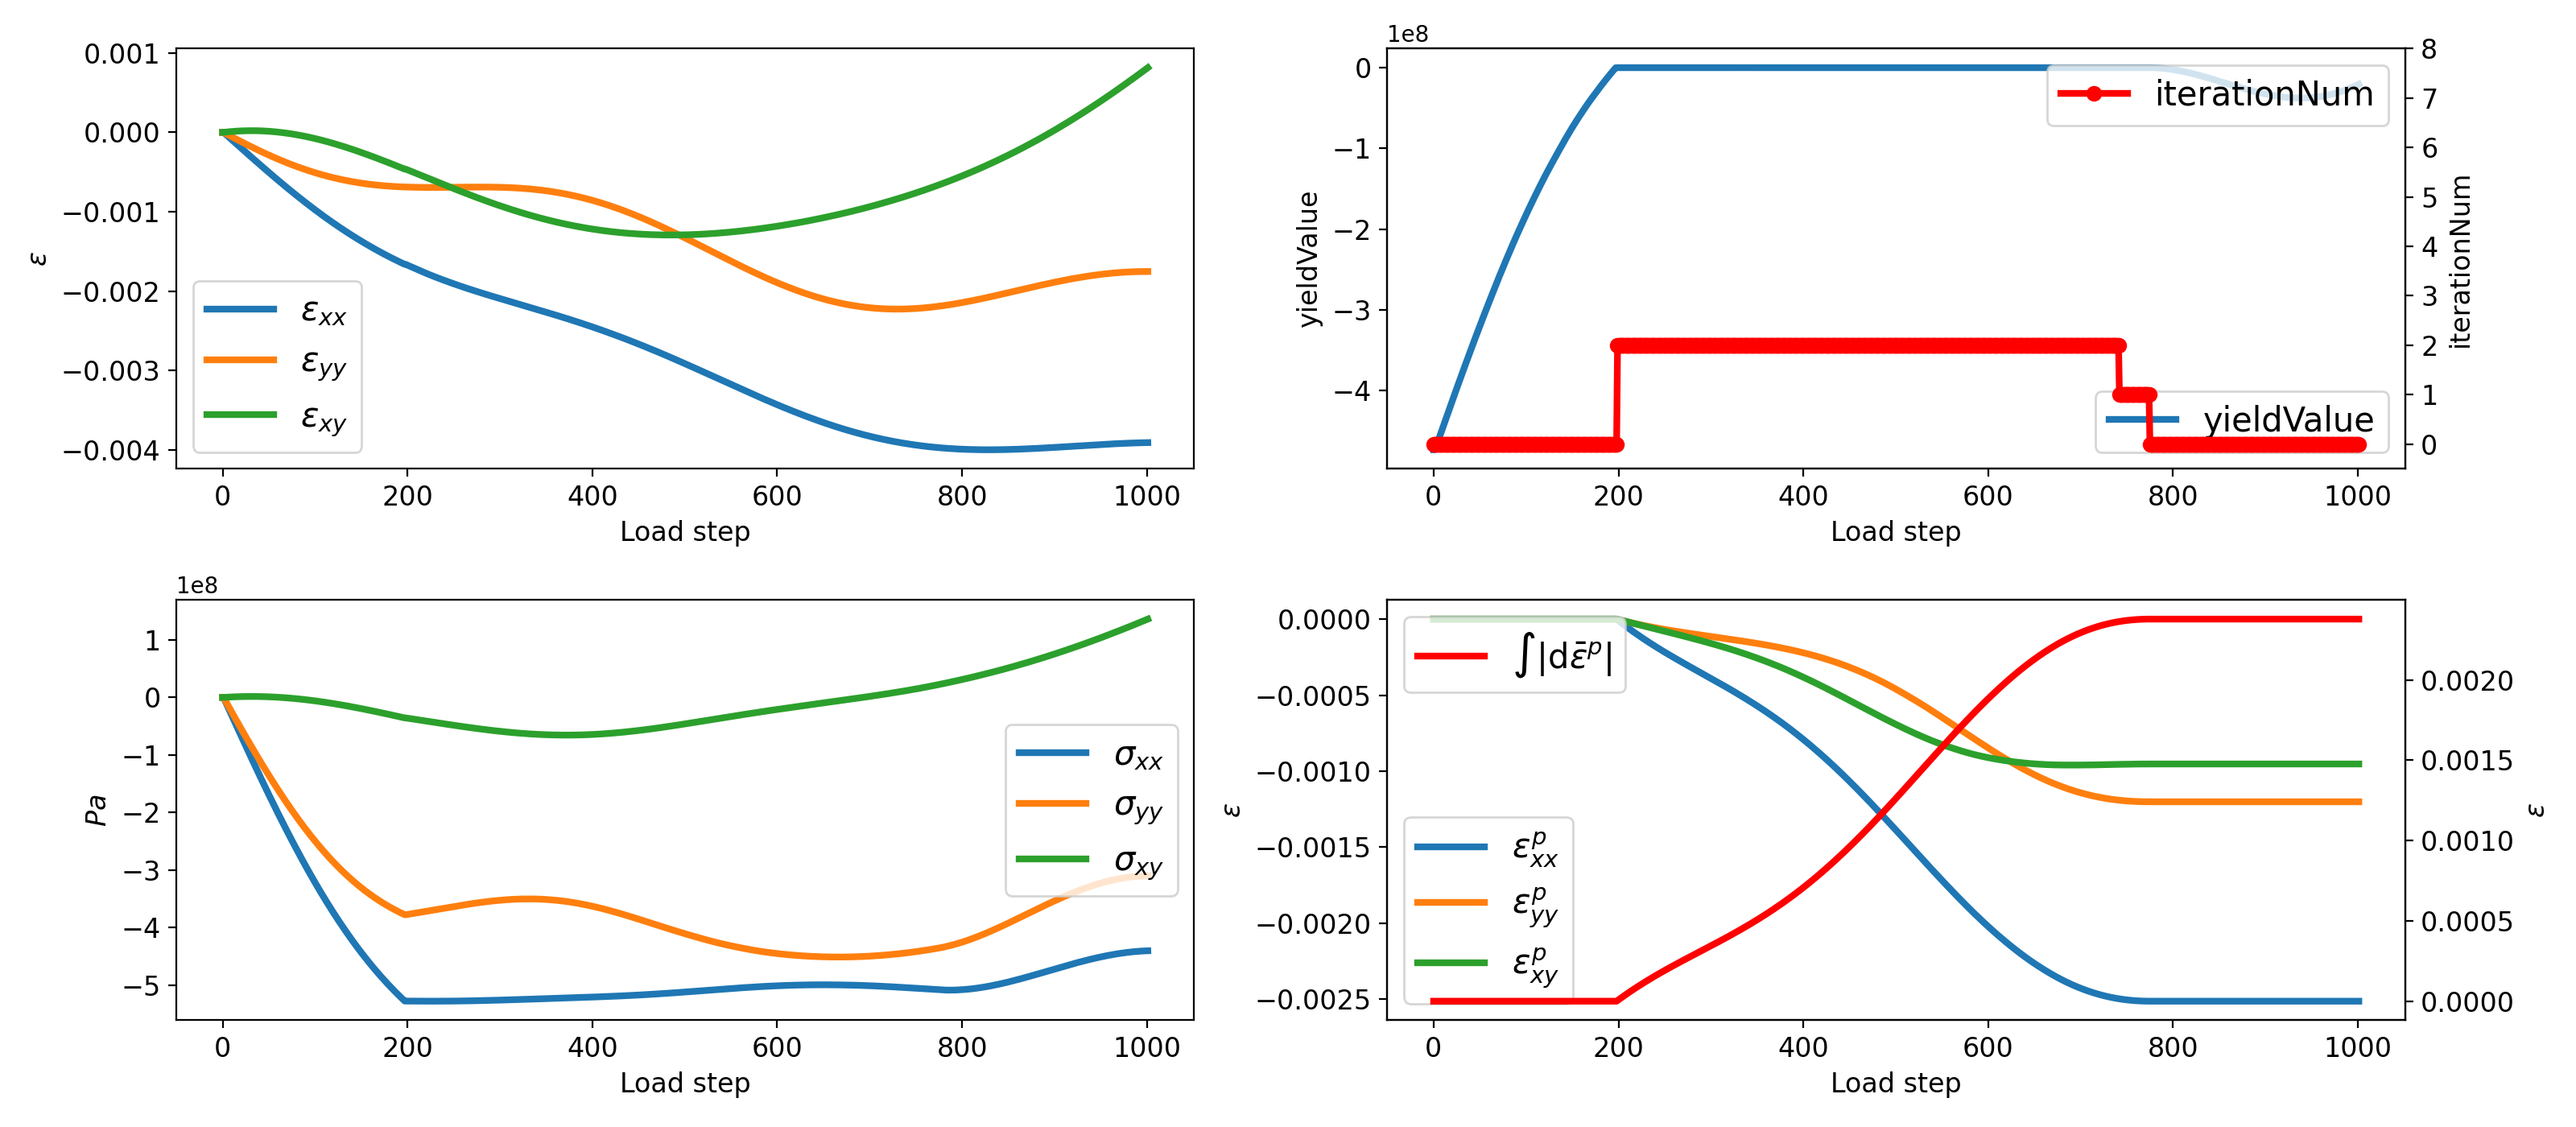 0.001
0.000
−0.001
−0.002
−0.003
−0.004
ε
ε_xx
ε_yy
ε_xy
0 200 400 600 800 1000
Load step
1e8
0
−1
−2
−3
−4
yieldValue
iterationNum
yieldValue
8
7
6
5
4
3
2
1
0
iterationNum
0 200 400 600 800 1000
Load step
1e8
1
0
−1
−2
−3
−4
−5
Pa
σ_xx
σ_yy
σ_xy
0 200 400 600 800 1000
Load step
0.0000
−0.0005
−0.0010
−0.0015
−0.0020
−0.0025
ε
∫|dε̄^p|
ε^p_xx
ε^p_yy
ε^p_xy
0.0020
0.0015
0.0010
0.0005
0.0000
ε
0 200 400 600 800 1000
Load step